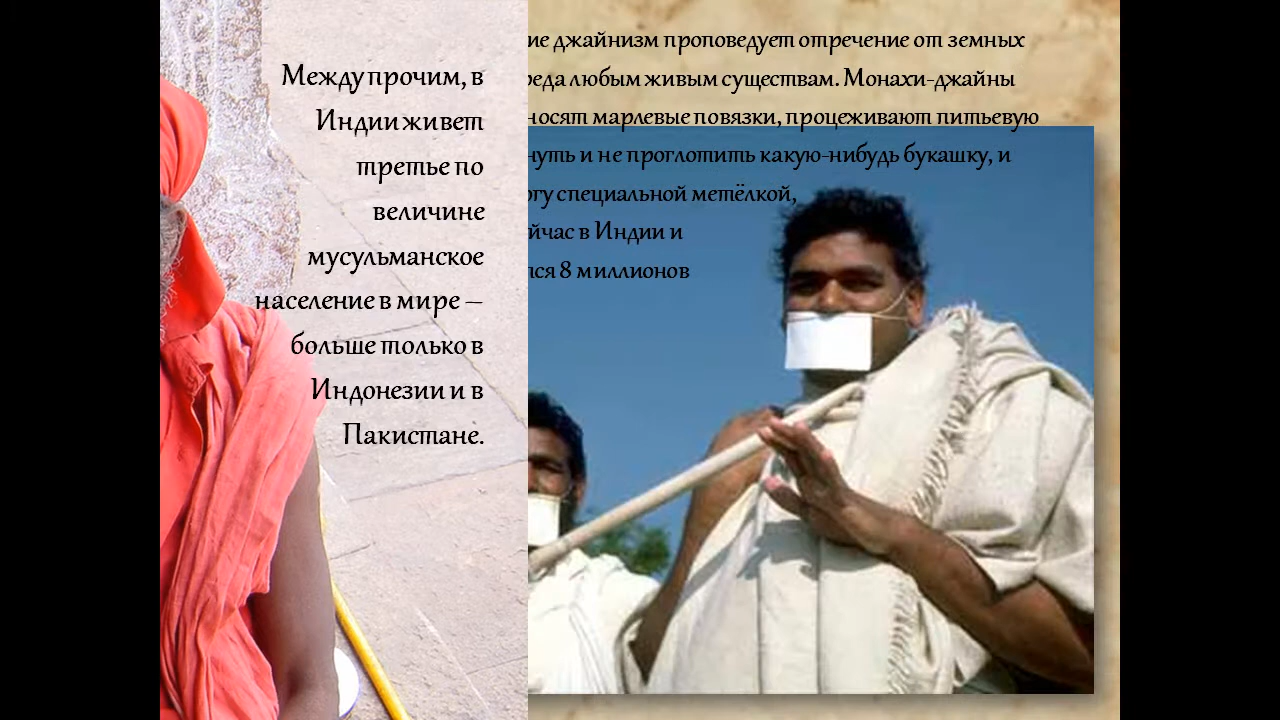 Между прочим, в
Индии живет
третье по
величине
мусульманское
население в мире –
больше только в
Индонезии и в
Пакистане.
ие джайнизм проповедует отречение от земных
реда любым живым существам. Монахи-джайны
носят марлевые повязки, процеживают питьевую
нуть и не проглотить какую-нибудь букашку, и
огу специальной метёлкой,
йчас в Индии и
лся 8 миллионов